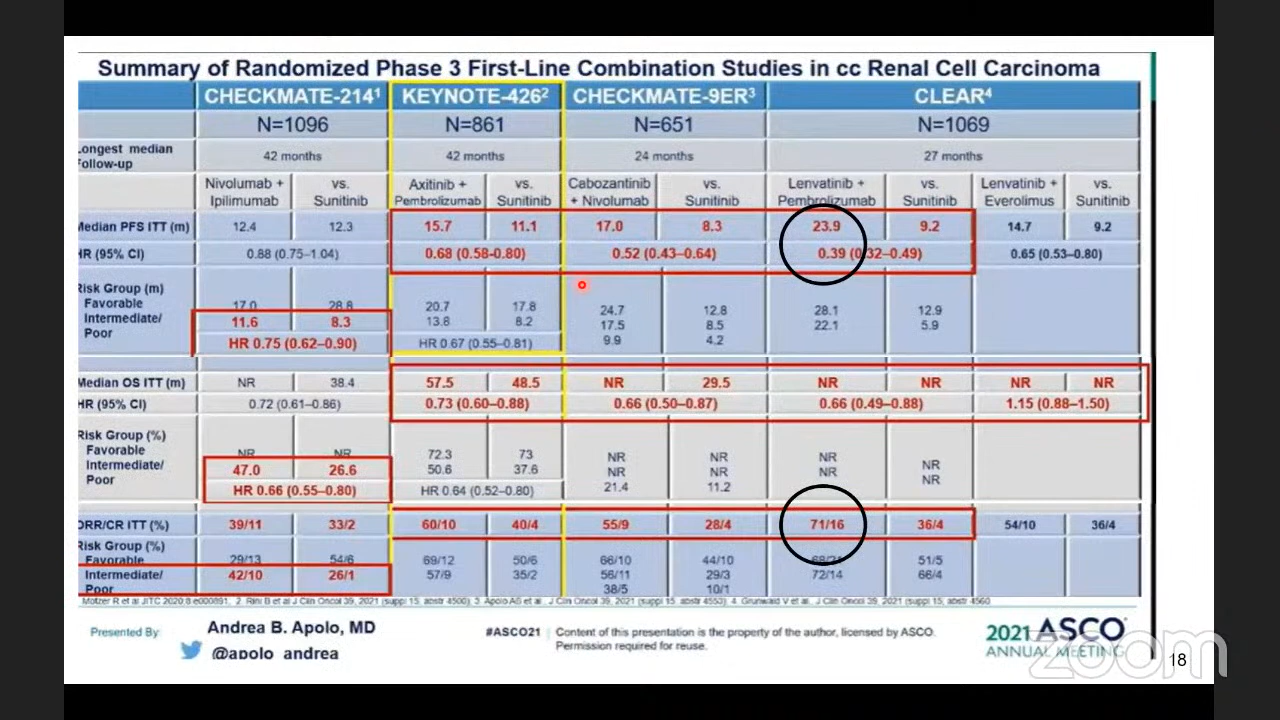 Summary of Randomized Phase 3 First-Line Combination Studies in cc Renal Cell Carcinoma
CHECKMATE-214¹ KEYNOTE-426² CHECKMATE-9ER³ CLEAR⁴
N=1096 N=861 N=651 N=1069
Longest median
Follow-up
42 months 42 months 24 months 27 months
Nivolumab + vs. Axitinib + vs. Cabozantinib vs. Lenvatinib + vs. Lenvatinib + vs.
Ipilimumab Sunitinib Pembrolizumab Sunitinib + Nivolumab Sunitinib Pembrolizumab Sunitinib Everolimus Sunitinib
Median PFS ITT (m) 12.4 12.3 15.7 11.1 17.0 8.3 23.9 9.2 14.7 9.2
HR (95% CI) 0.88 (0.75–1.04) 0.68 (0.58-0.80) 0.52 (0.43–0.64) 0.39 (0.32–0.49) 0.65 (0.53–0.80)
Risk Group (m)
Favorable 17.0 28.8 20.7 17.8 24.7 12.8 28.1 12.9
Intermediate/ 11.6 8.3 13.8 8.2 17.5 8.5 22.1 5.9
Poor HR 0.75 (0.62–0.90) HR 0.67 (0.55–0.81) 9.9 4.2
Median OS ITT (m) NR 38.4 57.5 48.5 NR 29.5 NR NR NR NR
HR (95% CI) 0.72 (0.61–0.86) 0.73 (0.60–0.88) 0.66 (0.50–0.87) 0.66 (0.49–0.88) 1.15 (0.88–1.50)
Risk Group (%)
Favorable NR NR 72.3 73 NR NR NR NR
Intermediate/ 47.0 26.6 50.6 37.6 NR NR NR NR
Poor HR 0.66 (0.55–0.80) HR 0.64 (0.52–0.80) 21.4 11.2
ORR/CR ITT (%) 39/11 33/2 60/10 40/4 55/9 28/4 71/16 36/4 54/10 36/4
Risk Group (%)
Favorable 29/13 54/6 69/12 50/6 66/10 44/10 68/21 51/5
Intermediate/ 42/10 26/1 57/9 35/2 56/11 29/3 72/14 66/4
Poor 38/5 10/1
Motzer R et al JITC 2020;8:e000891, 2. Rini B et al J Clin Oncol 39, 2021 (suppl 15; abstr 4500); 3. Apolo AB et al., J Clin Oncol 39, 2021 (suppl 15; abstr 4553) 4. Grunwald V et al., J Clin Onc 39, 2021 (suppl 15; abstr 4560
Presented By: Andrea B. Apolo, MD
@apolo_andrea
#ASCO21
Content of this presentation is the property of the author, licensed by ASCO.
Permission required for reuse.
2021 ASCO
ANNUAL MEETING
zoom
18